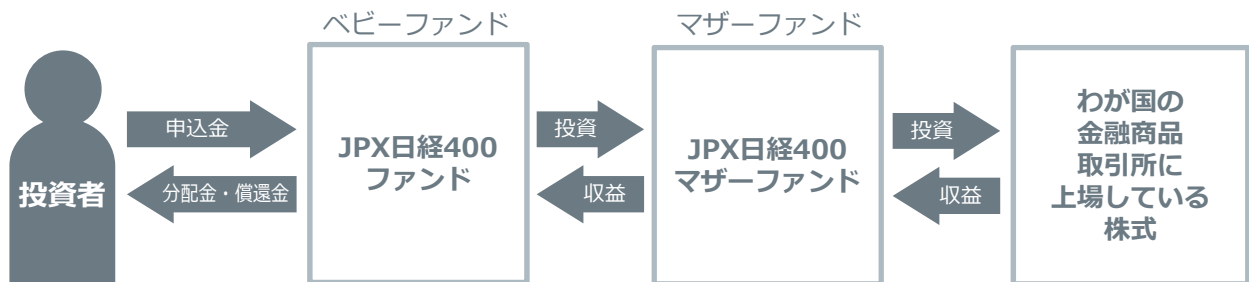 ベビーファンド
マザーファンド
投資者
申込金
分配金・償還金
JPX日経400
ファンド
投資
収益
JPX日経400
マザーファンド
投資
収益
わが国の
金融商品
取引所に
上場している
株式